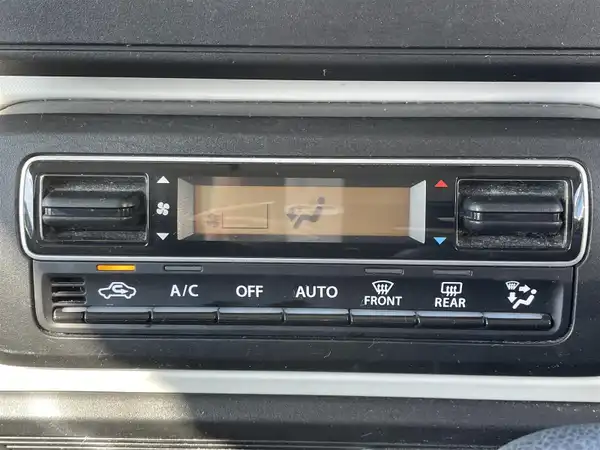 A/C OFF AUTO FRONT REAR